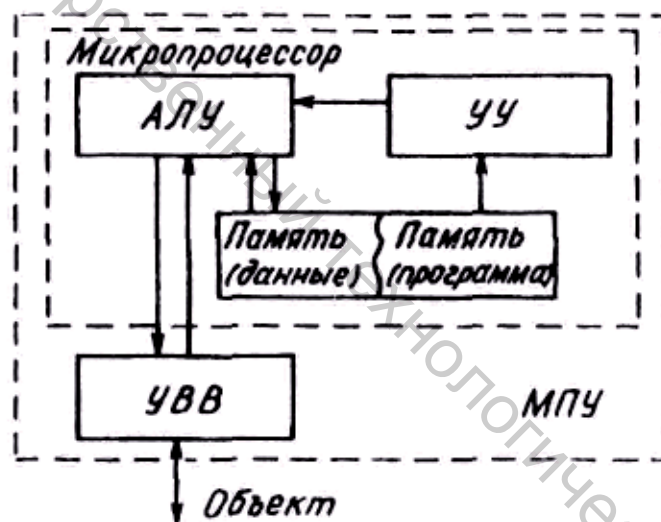 Микропроцессор
АЛУ
УУ
Память
(данные)
Память
(программа)
УВВ
МПУ
Объект